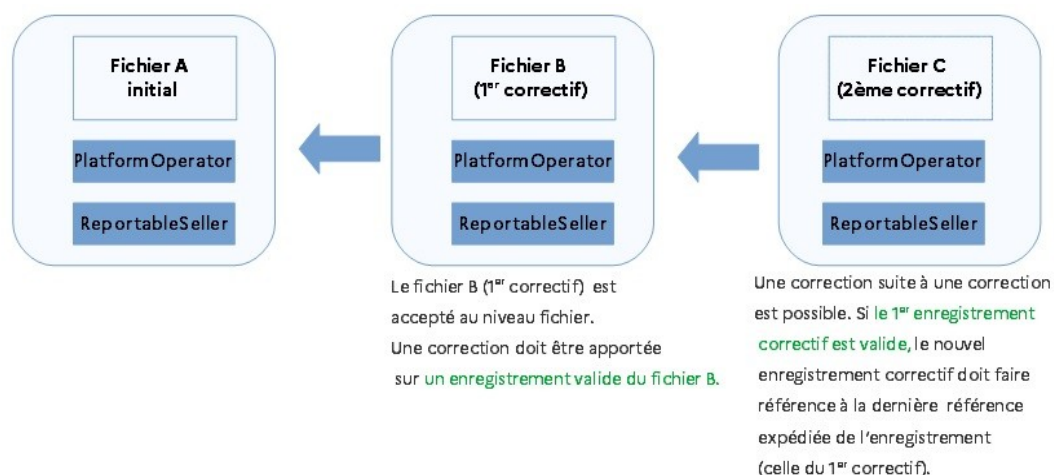 Fichier A
initial
PlatformOperator
ReportableSeller
Fichier B
(1er correctif)
PlatformOperator
ReportableSeller
Le fichier B (1er correctif) est
accepté au niveau fichier.
Une correction doit être apportée
sur un enregistrement valide du fichier B.
Fichier C
(2ème correctif)
PlatformOperator
ReportableSeller
Une correction suite à une correction
est possible. Si le 1er enregistrement
correctif est valide, le nouvel
enregistrement correctif doit faire
référence à la dernière référence
expédiée de l'enregistrement
(celle du 1er correctif).